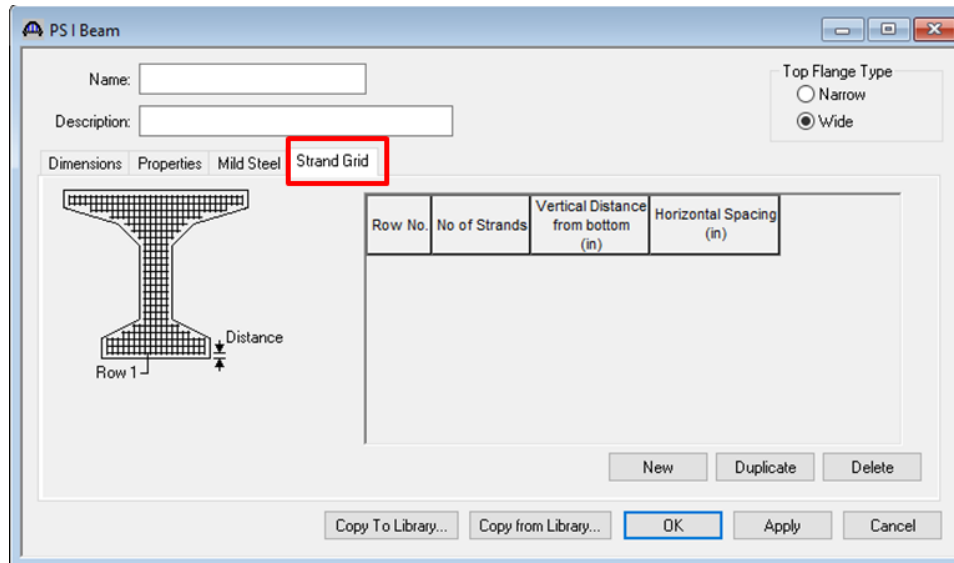 PS I Beam
Name:
Description:
Top Flange Type
Narrow
Wide
Dimensions Properties Mild Steel Strand Grid
Distance
Row 1
Row No. No of Strands Vertical Distance from bottom (in) Horizontal Spacing (in)
New Duplicate Delete
Copy To Library... Copy from Library... OK Apply Cancel